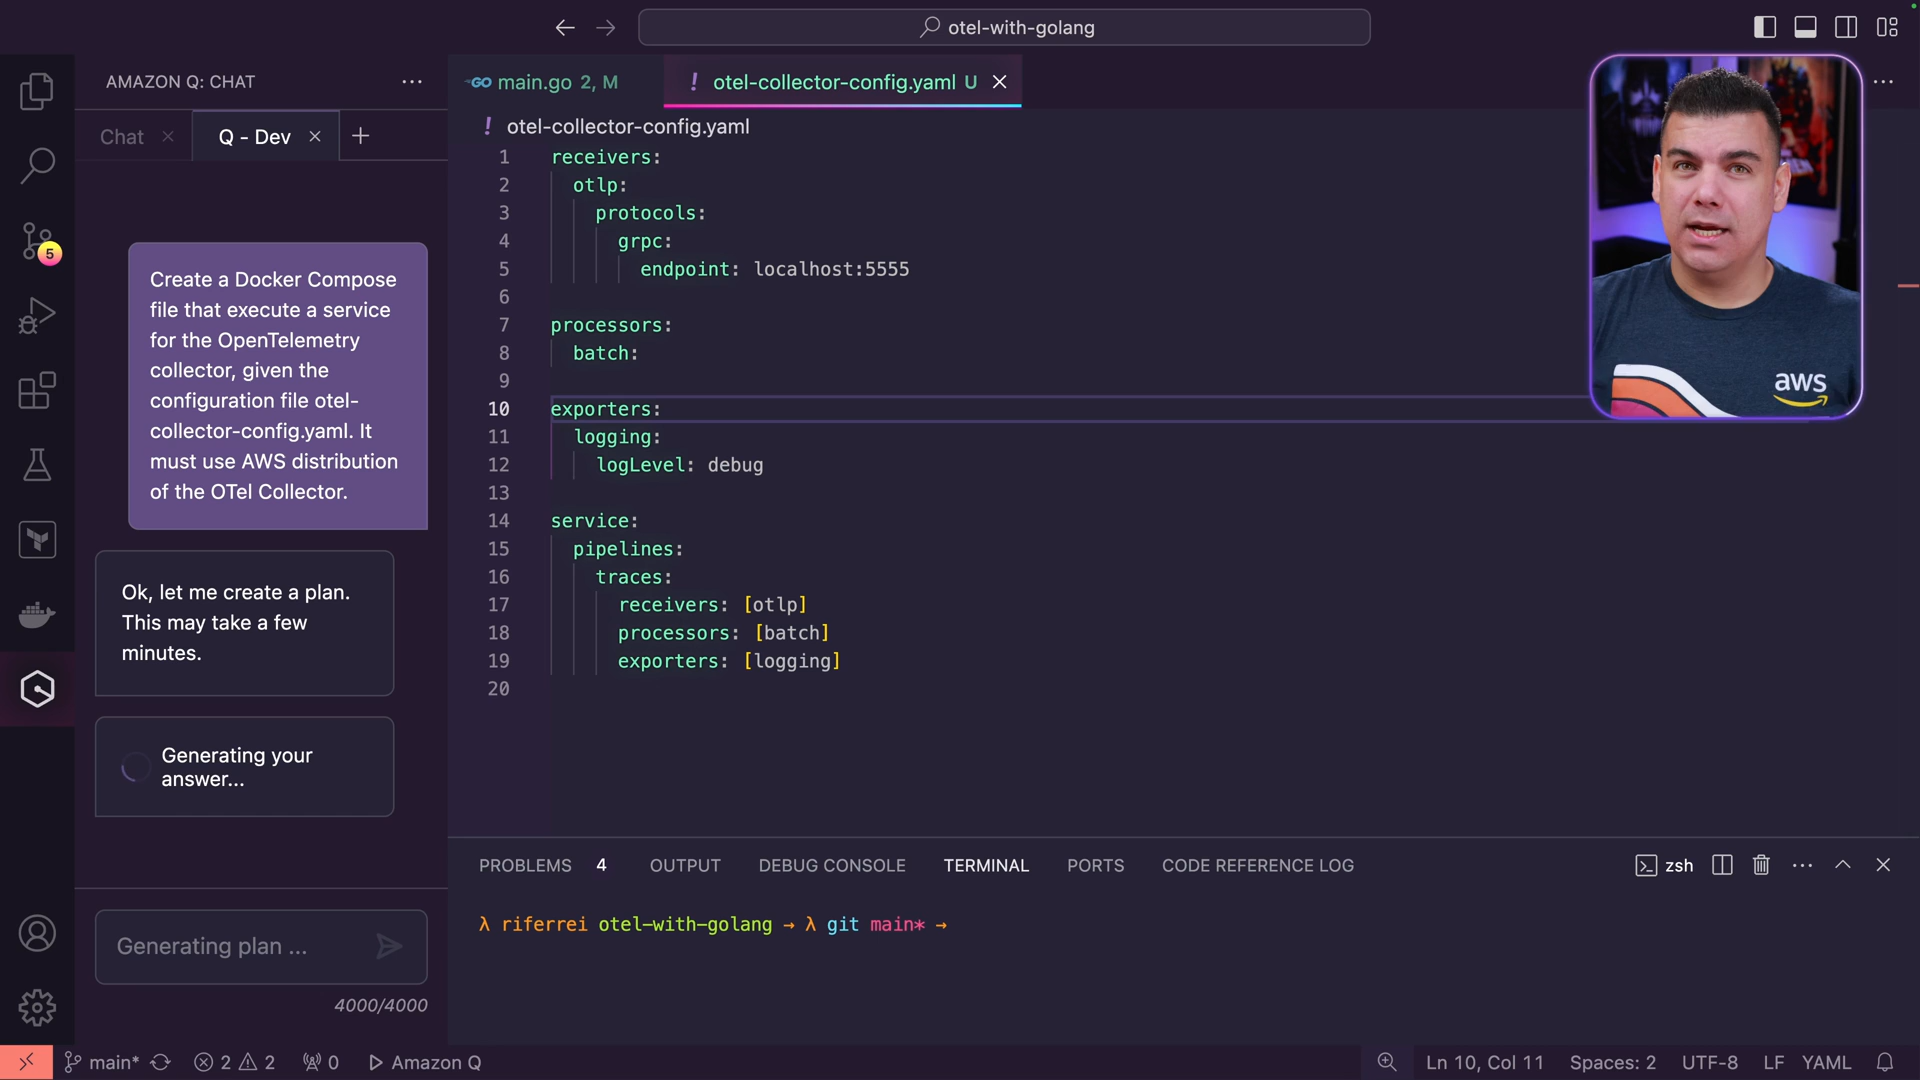 otel-with-golang
AMAZON Q: CHAT
main.go 2, M
! otel-collector-config.yaml U
Chat
Q - Dev
! otel-collector-config.yaml
5
Create a Docker Compose
file that execute a service
for the OpenTelemetry
collector, given the
configuration file otel-
collector-config.yaml. It
must use AWS distribution
of the OTel Collector.
Ok, let me create a plan.
This may take a few
minutes.
Generating your
answer...
Generating plan ...
4000/4000
1 receivers:
2 otlp:
3 protocols:
4 grpc:
5 endpoint: localhost:5555
6
7 processors:
8 batch:
9
10 exporters:
11 logging:
12 logLevel: debug
13
14 service:
15 pipelines:
16 traces:
17 receivers: [otlp]
18 processors: [batch]
19 exporters: [logging]
20
aws
PROBLEMS 4 OUTPUT DEBUG CONSOLE TERMINAL PORTS CODE REFERENCE LOG
zsh
λ riferrei otel-with-golang → λ git main* →
main* 2 2 0 Amazon Q
Ln 10, Col 11 Spaces: 2 UTF-8 LF YAML